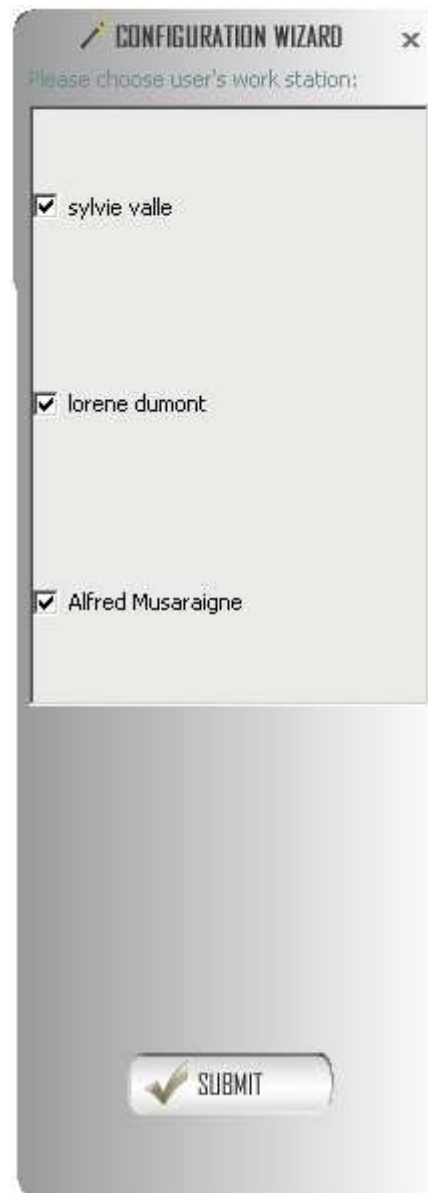 CONFIGURATION WIZARD
Please choose user's work station:
sylvie valle
lorene dumont
Alfred Musaraigne
SUBMIT